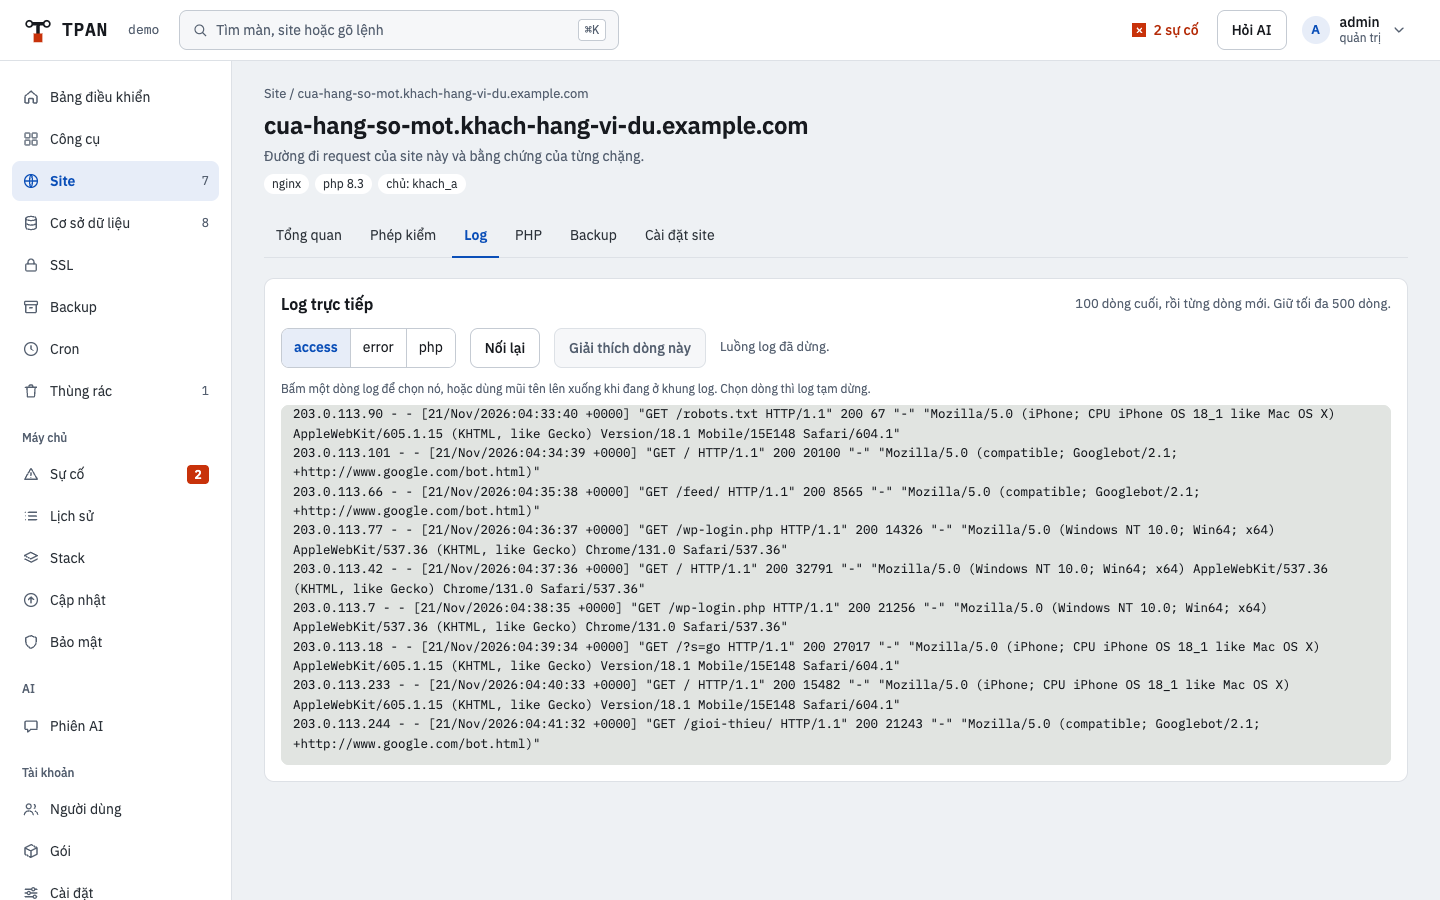 TPAN demo
Tìm màn, site hoặc gõ lệnh ⌘K
2 sự cố
Hỏi AI
A admin
quản trị
Bảng điều khiển
Công cụ
Site 7
Cơ sở dữ liệu 8
SSL
Backup
Cron
Thùng rác 1
Máy chủ
Sự cố 2
Lịch sử
Stack
Cập nhật
Bảo mật
AI
Phiên AI
Tài khoản
Người dùng
Gói
Cài đặt
Site / cua-hang-so-mot.khach-hang-vi-du.example.com
cua-hang-so-mot.khach-hang-vi-du.example.com
Đường đi request của site này và bằng chứng của từng chặng.
nginx php 8.3 chủ: khach_a
Tổng quan Phép kiểm Log PHP Backup Cài đặt site
Log trực tiếp
100 dòng cuối, rồi từng dòng mới. Giữ tối đa 500 dòng.
access error php Nối lại Giải thích dòng này Luồng log đã dừng.
Bấm một dòng log để chọn nó, hoặc dùng mũi tên lên xuống khi đang ở khung log. Chọn dòng thì log tạm dừng.
203.0.113.90 - - [21/Nov/2026:04:33:40 +0000] "GET /robots.txt HTTP/1.1" 200 67 "-" "Mozilla/5.0 (iPhone; CPU iPhone OS 18_1 like Mac OS X)
AppleWebKit/605.1.15 (KHTML, like Gecko) Version/18.1 Mobile/15E148 Safari/604.1"
203.0.113.101 - - [21/Nov/2026:04:34:39 +0000] "GET / HTTP/1.1" 200 20100 "-" "Mozilla/5.0 (compatible; Googlebot/2.1;
+http://www.google.com/bot.html)"
203.0.113.66 - - [21/Nov/2026:04:35:38 +0000] "GET /feed/ HTTP/1.1" 200 8565 "-" "Mozilla/5.0 (compatible; Googlebot/2.1;
+http://www.google.com/bot.html)"
203.0.113.77 - - [21/Nov/2026:04:36:37 +0000] "GET /wp-login.php HTTP/1.1" 200 14326 "-" "Mozilla/5.0 (Windows NT 10.0; Win64; x64)
AppleWebKit/537.36 (KHTML, like Gecko) Chrome/131.0 Safari/537.36"
203.0.113.42 - - [21/Nov/2026:04:37:36 +0000] "GET / HTTP/1.1" 200 32791 "-" "Mozilla/5.0 (Windows NT 10.0; Win64; x64) AppleWebKit/537.36
(KHTML, like Gecko) Chrome/131.0 Safari/537.36"
203.0.113.7 - - [21/Nov/2026:04:38:35 +0000] "GET /wp-login.php HTTP/1.1" 200 21256 "-" "Mozilla/5.0 (Windows NT 10.0; Win64; x64)
AppleWebKit/537.36 (KHTML, like Gecko) Chrome/131.0 Safari/537.36"
203.0.113.18 - - [21/Nov/2026:04:39:34 +0000] "GET /?s=go HTTP/1.1" 200 27017 "-" "Mozilla/5.0 (iPhone; CPU iPhone OS 18_1 like Mac OS X)
AppleWebKit/605.1.15 (KHTML, like Gecko) Version/18.1 Mobile/15E148 Safari/604.1"
203.0.113.233 - - [21/Nov/2026:04:40:33 +0000] "GET / HTTP/1.1" 200 15482 "-" "Mozilla/5.0 (iPhone; CPU iPhone OS 18_1 like Mac OS X)
AppleWebKit/605.1.15 (KHTML, like Gecko) Version/18.1 Mobile/15E148 Safari/604.1"
203.0.113.244 - - [21/Nov/2026:04:41:32 +0000] "GET /gioi-thieu/ HTTP/1.1" 200 21243 "-" "Mozilla/5.0 (compatible; Googlebot/2.1;
+http://www.google.com/bot.html)"